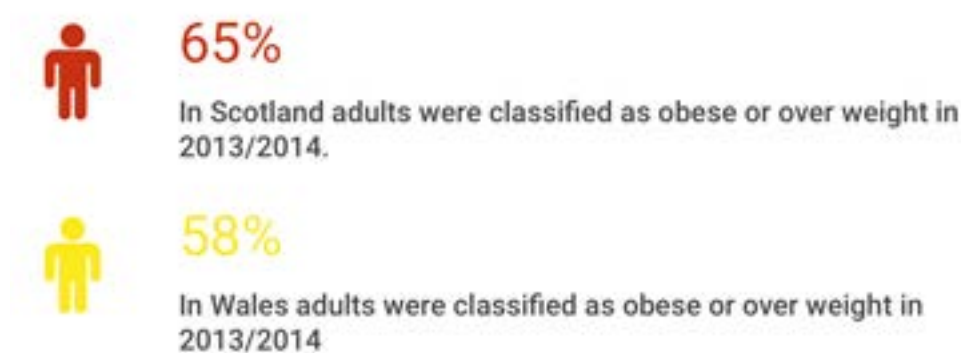 65%
In Scotland adults were classified as obese or over weight in
2013/2014.
58%
In Wales adults were classified as obese or over weight in
2013/2014